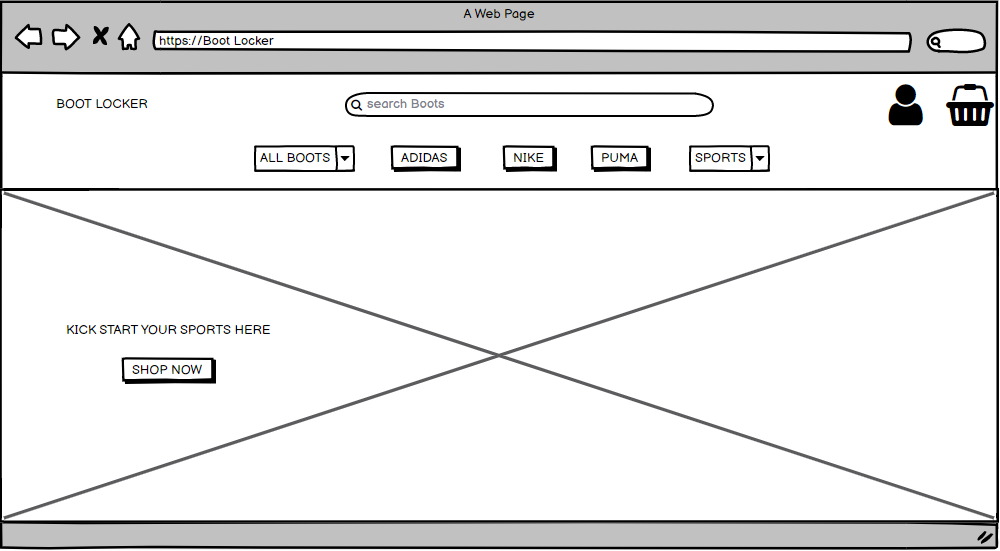 A Web Page
https://Boot Locker
BOOT LOCKER
search Boots
ALL BOOTS
ADIDAS
NIKE
PUMA
SPORTS
KICK START YOUR SPORTS HERE
SHOP NOW